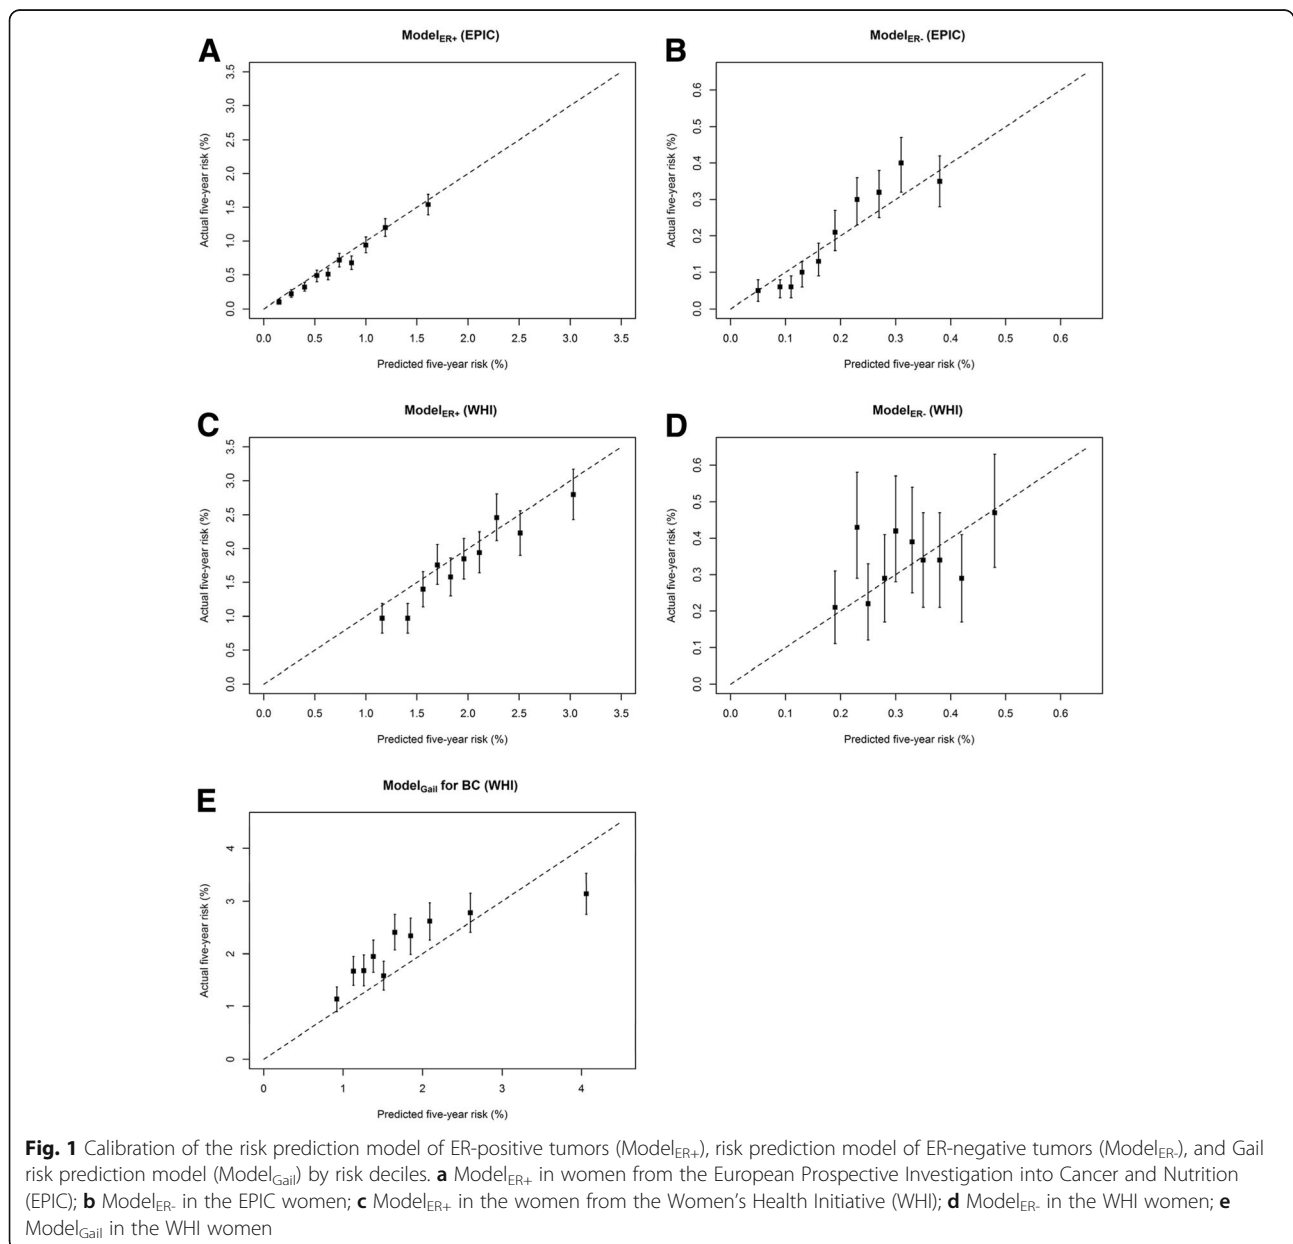 A
Model_ER+ (EPIC)
Actual five-year risk (%)
3.5
3.0
2.5
2.0
1.5
1.0
0.5
0.0
0.0 0.5 1.0 1.5 2.0 2.5 3.0 3.5
Predicted five-year risk (%)
B
Model_ER- (EPIC)
Actual five-year risk (%)
0.6
0.5
0.4
0.3
0.2
0.1
0.0
0.0 0.1 0.2 0.3 0.4 0.5 0.6
Predicted five-year risk (%)
C
Model_ER+ (WHI)
Actual five-year risk (%)
3.5
3.0
2.5
2.0
1.5
1.0
0.5
0.0
0.0 0.5 1.0 1.5 2.0 2.5 3.0 3.5
Predicted five-year risk (%)
D
Model_ER- (WHI)
Actual five-year risk (%)
0.6
0.5
0.4
0.3
0.2
0.1
0.0
0.0 0.1 0.2 0.3 0.4 0.5 0.6
Predicted five-year risk (%)
E
Model_Gail for BC (WHI)
Actual five-year risk (%)
4
3
2
1
0
0 1 2 3 4
Predicted five-year risk (%)
Fig. 1 Calibration of the risk prediction model of ER-positive tumors (Model_ER+), risk prediction model of ER-negative tumors (Model_ER-), and Gail
risk prediction model (Model_Gail) by risk deciles. a Model_ER+ in women from the European Prospective Investigation into Cancer and Nutrition
(EPIC); b Model_ER- in the EPIC women; c Model_ER+ in the women from the Women's Health Initiative (WHI); d Model_ER- in the WHI women; e
Model_Gail in the WHI women